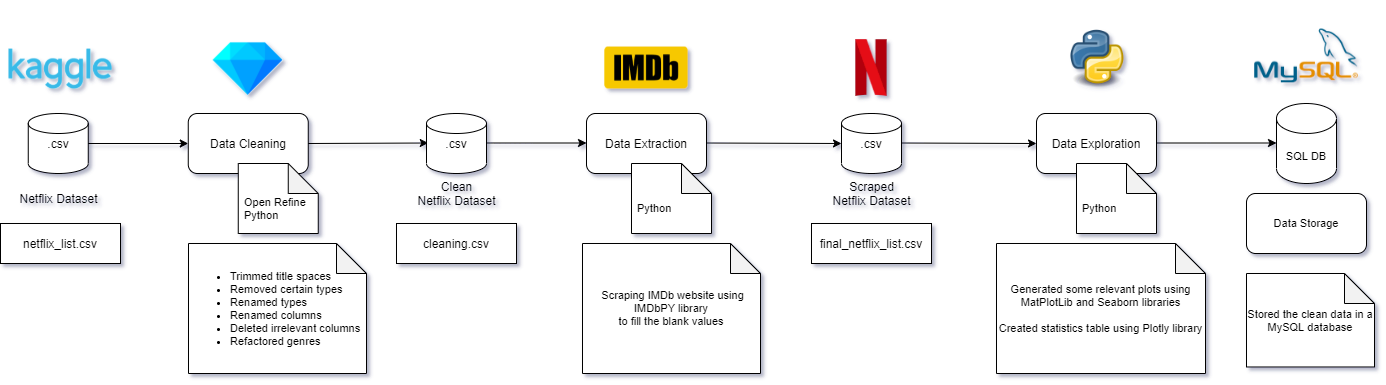 kaggle
IMDb
N
MySQL
.csv
Data Cleaning
.csv
Data Extraction
.csv
Data Exploration
SQL DB
Netflix Dataset
Open Refine
Python
Clean
Netflix Dataset
Python
Scraped
Netflix Dataset
Python
Data Storage
netflix_list.csv
cleaning.csv
final_netflix_list.csv
• Trimmed title spaces
• Removed certain types
• Renamed types
• Renamed columns
• Deleted irrelevant columns
• Refactored genres
Scraping IMDb website using
IMDbPY library
to fill the blank values
Generated some relevant plots using
MatPlotLib and Seaborn libraries
Created statistics table using Plotly library
Stored the clean data in a
MySQL database